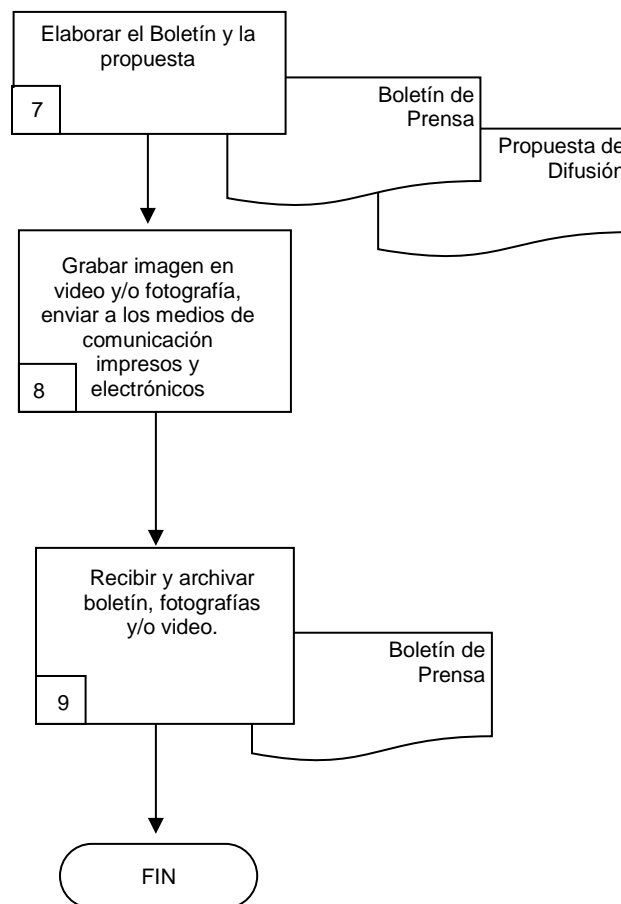 Elaborar el Boletín y la
propuesta
7
Boletín de
Prensa
Propuesta de
Difusión
Grabar imagen en
video y/o fotografía,
enviar a los medios de
comunicación
impresos y
electrónicos
8
Recibir y archivar
boletín, fotografías
y/o video.
9
Boletín de
Prensa
FIN